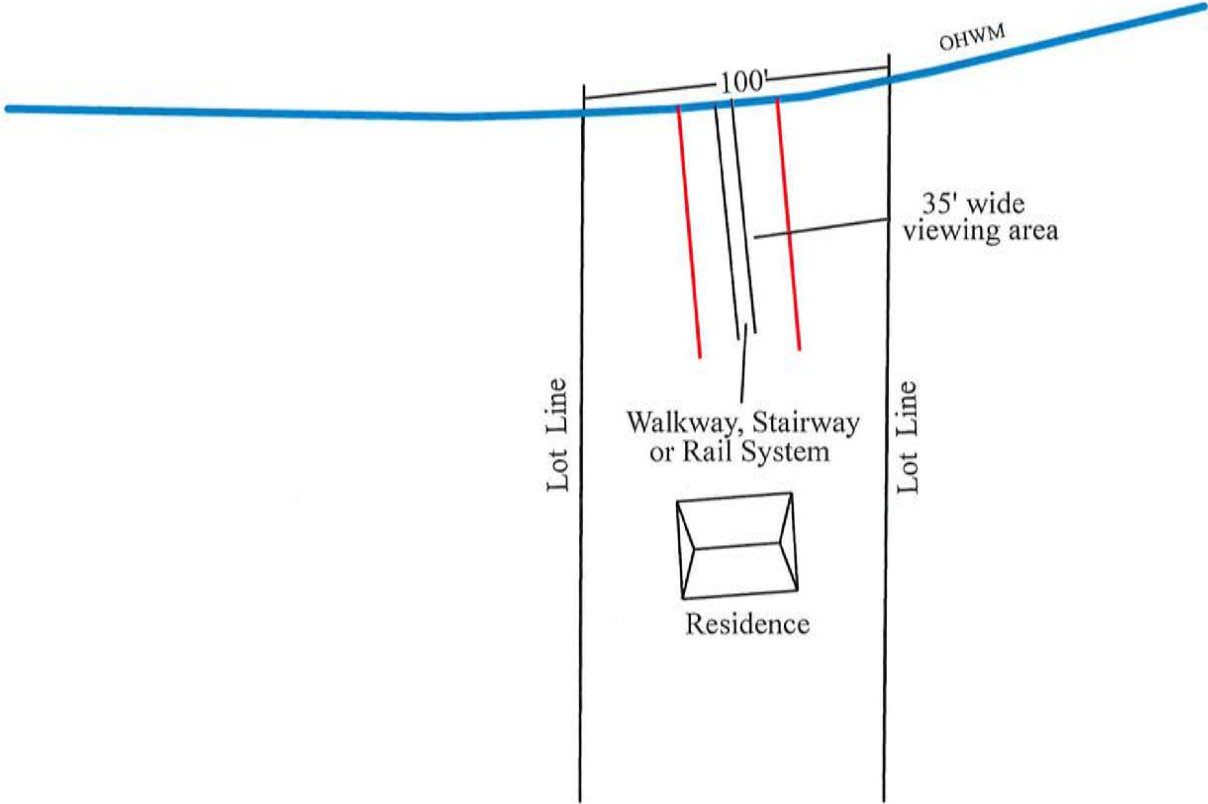 OHWM
100'
35' wide
viewing area
Lot Line
Lot Line
Walkway, Stairway
or Rail System
Residence